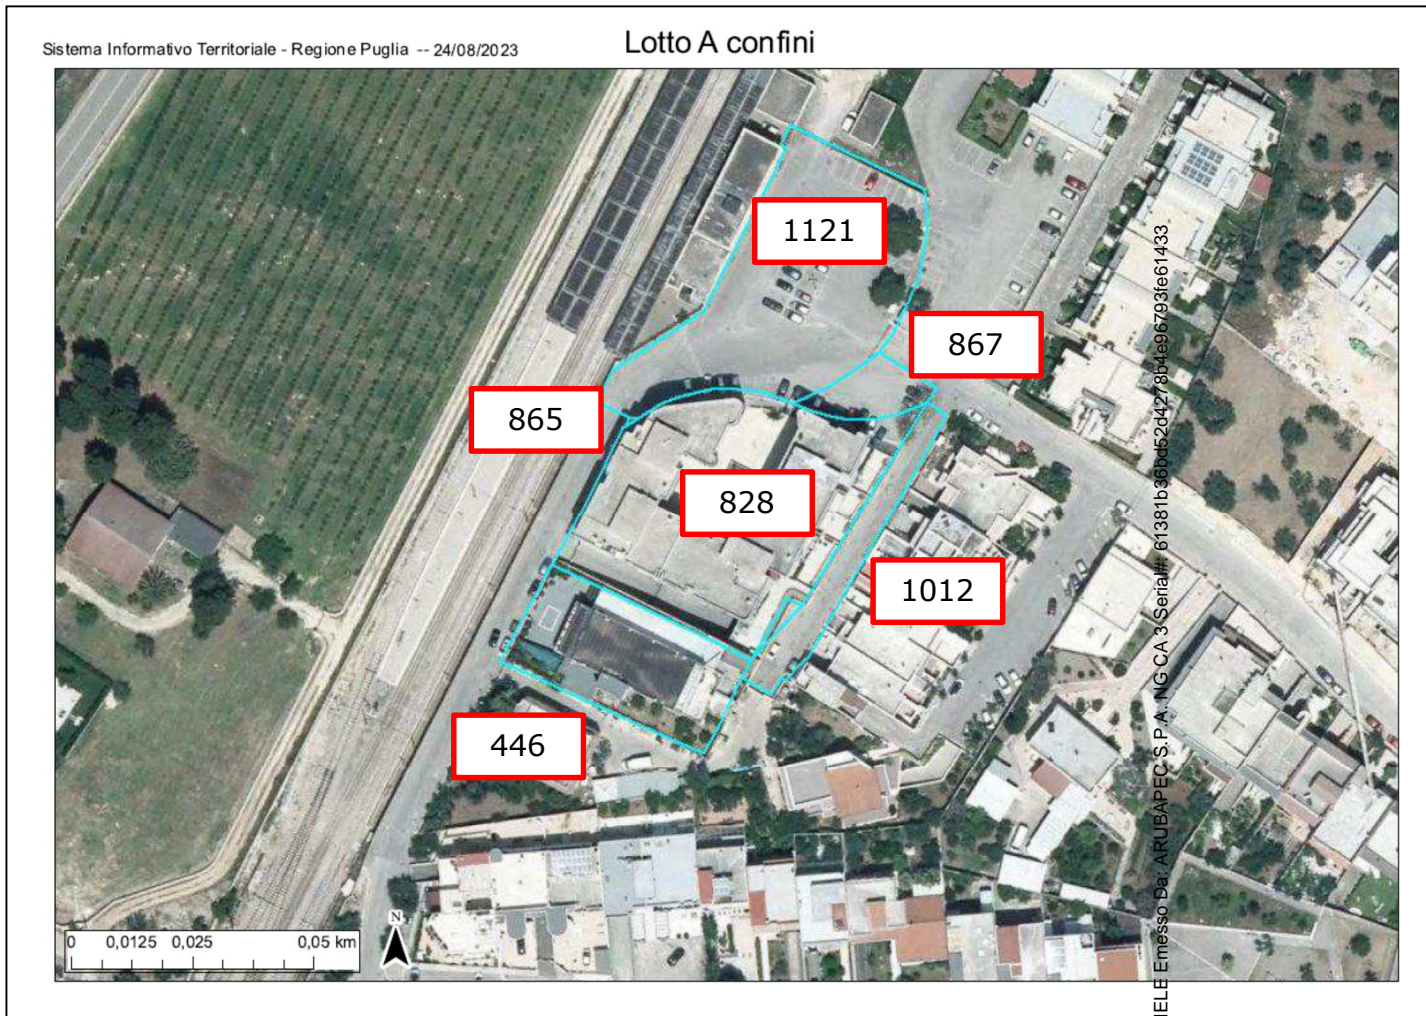 Sistema Informativo Territoriale - Regione Puglia -- 24/08/2023
Lotto A confini
1121
867
865
828
1012
446
N
0 0,0125 0,025 0,05 km
IELE Emesso Da: ARUBAPEC S.P.A. NG CA 3 Serial#: 61381b36bd52d4278b4e96793fe61433